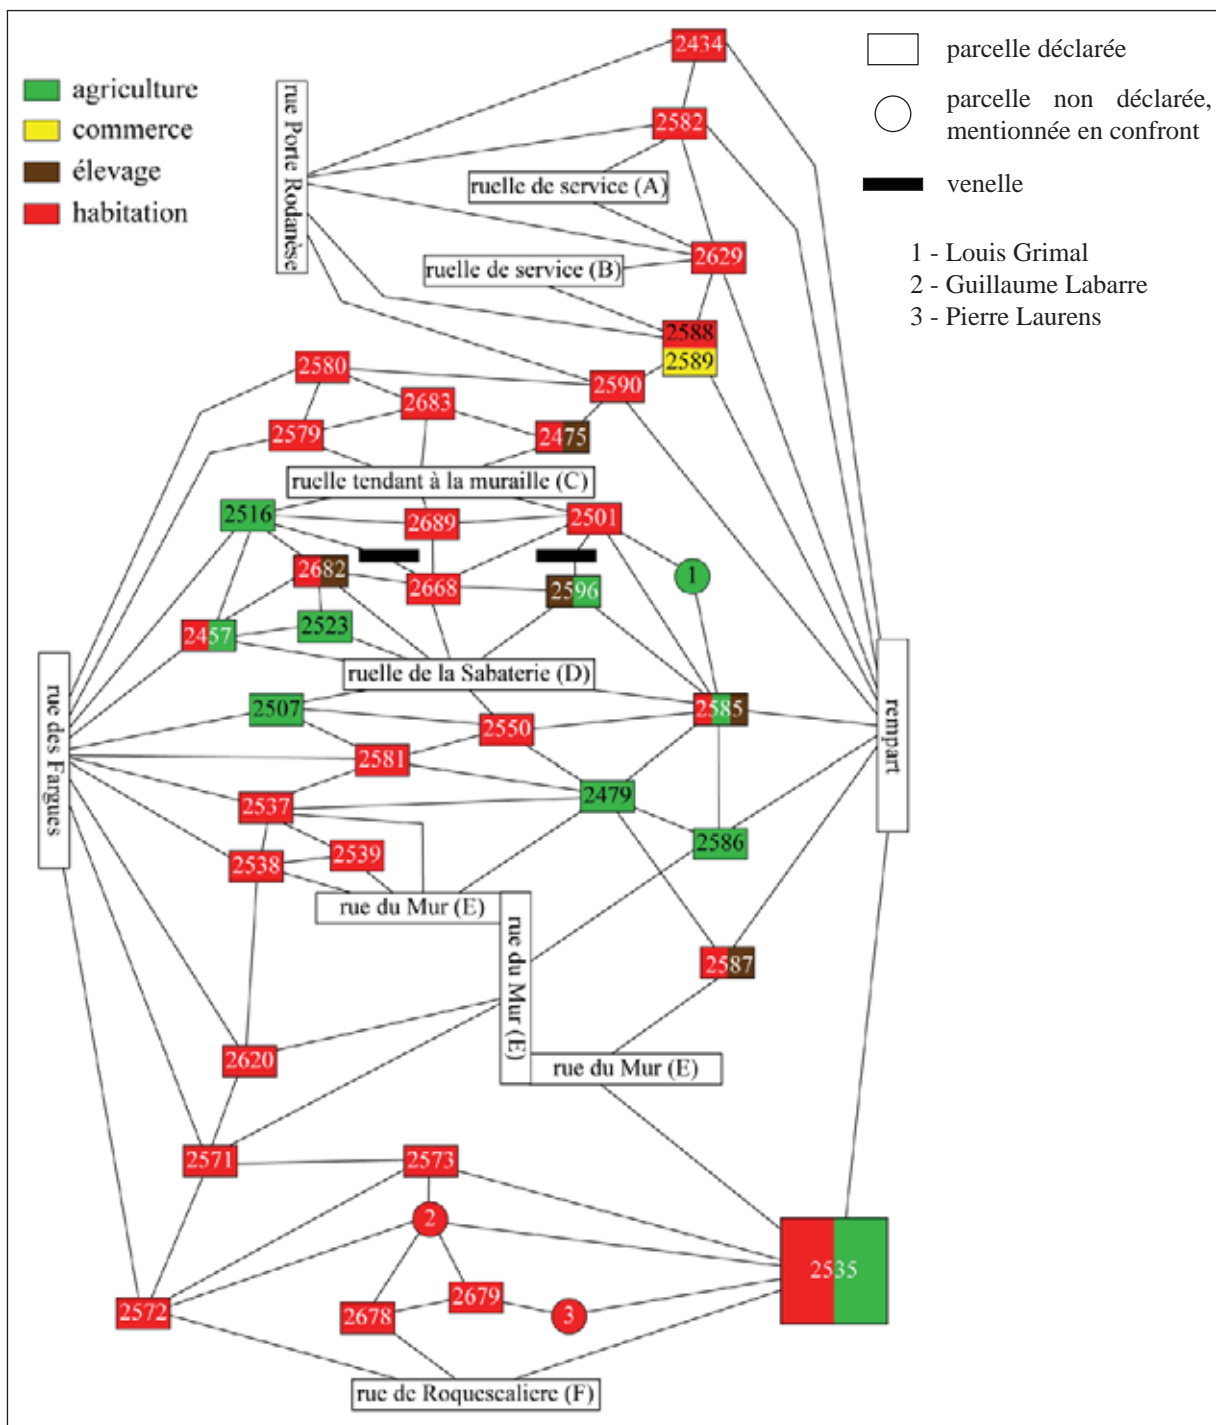 agriculture
commerce
élevage
habitation
parcelle déclarée
parcelle non déclarée,
mentionnée en confront
venelle
1 - Louis Grimal
2 - Guillaume Labarre
3 - Pierre Laurens
2434
rue Porte Rodanèse
2582
ruelle de service (A)
2629
ruelle de service (B)
2588
2589
2580
2590
2683
2579
2475
ruelle tendant à la muraille (C)
2516
2689
2501
2682
2668
2596
1
2457
2523
ruelle de la Sabaterie (D)
rue des Fargues
rempart
2507
2585
2550
2581
2479
2537
2586
2539
2538
rue du Mur (E)
rue du Mur (E)
2587
2620
rue du Mur (E)
2571
2573
2
2535
2679
2572
2678
3
rue de Roquescaliere (F)